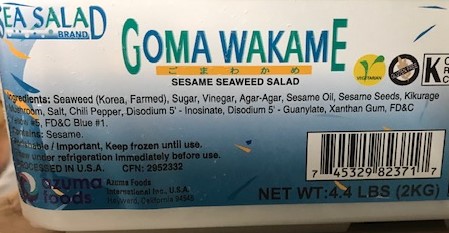 SEA SALAD
BRAND
GOMA WAKAME
ごまわかめ
SESAME SEAWEED SALAD
VEGETARIAN
K
Ingredients: Seaweed (Korea, Farmed), Sugar, Vinegar, Agar-Agar, Sesame Oil, Sesame Seeds, Kikurage
Mushroom, Salt, Chili Pepper, Disodium 5' - Inosinate, Disodium 5' - Guanylate, Xanthan Gum, FD&C
#5, FD&C Blue #1.
Contains: Sesame.
/ Important, Keep frozen until use.
under refrigeration Immediately before use.
PROCESSED IN U.S.A. CFN: 2952332
azuma foods
Azuma Foods
International Inc., U.S.A.
Hayward, California 94545
7 45329 82371 7
NET WT:4.4 LBS (2KG)